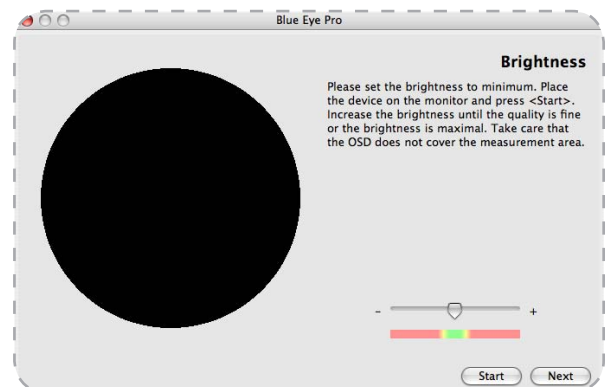 Blue Eye Pro
Brightness
Please set the brightness to minimum. Place
the device on the monitor and press <Start>.
Increase the brightness until the quality is fine
or the brightness is maximal. Take care that
the OSD does not cover the measurement area.
- +
Start Next